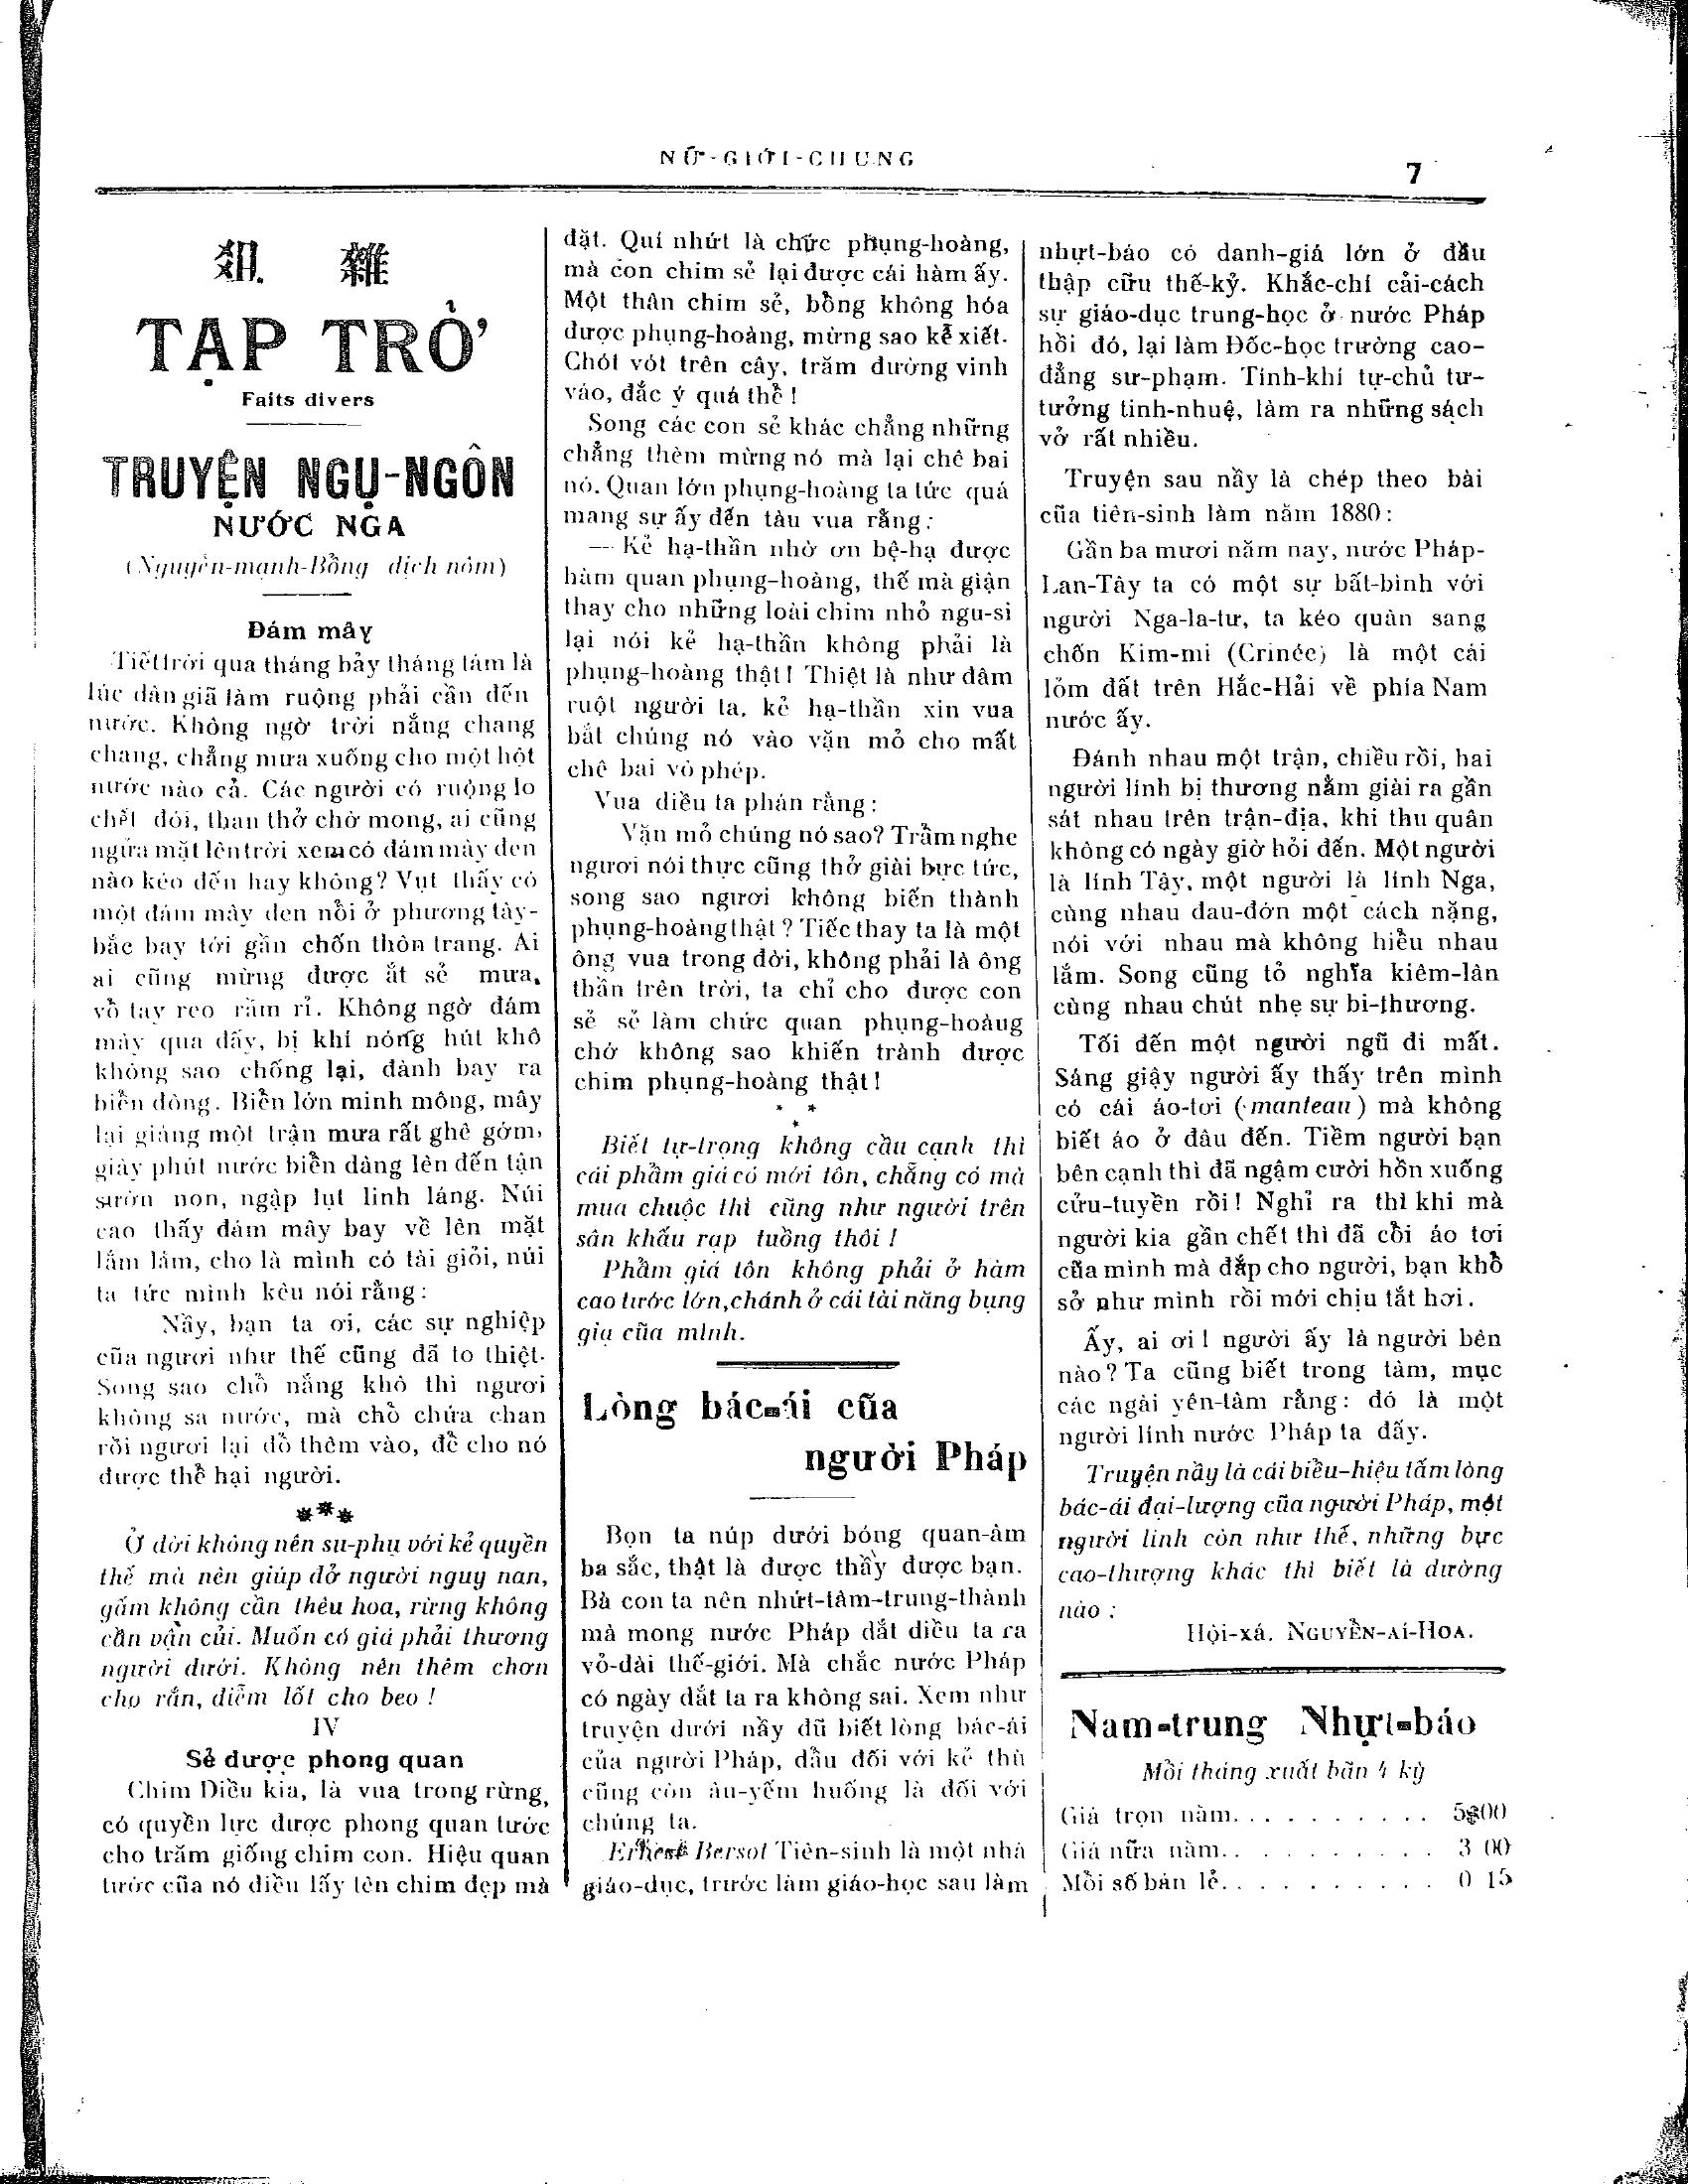 NỮ-GIỚI-CHUNG
7
雜 俎
TẠP TRỞ
Faits divers
TRUYỆN NGỤ-NGÔN
NƯỚC NGA
(Nguyễn-mạnh-Bổng dịch nôm)
Đám mây
Tiết trời qua tháng bảy tháng tám là
lúc dân giã làm ruộng phải cần đến
nước. Không ngờ trời nắng chang
chang, chẳng mưa xuống cho một hột
nước nào cả. Các người có ruộng lo
chết đói, than thở chờ mong, ai cũng
ngửa mặt lên trời xem có đám mây đen
nào kéo đến hay không? Vụt thấy có
một đám mây đen nổi ở phương tây-
bắc bay tới gần chốn thôn trang. Ai
ai cũng mừng được ắt sẻ mưa,
vổ tay reo rầm rỉ. Không ngờ đám
mây qua đấy, bị khí nóng hút khô
không sao chống lại, đành bay ra
biển đông. Biển lớn minh mông, mây
lại giáng một trận mưa rất ghê gớm,
giây phút nước biển dâng lên đến tận
sườn non, ngập lụt linh láng. Núi
cao thấy đám mây bay về lên mặt
lắm lắm, cho là mình có tài giỏi, núi
ta tức mình kêu nói rằng:
Nầy, bạn ta ơi, các sự nghiệp
cũa ngươi như thế cũng đã to thiệt.
Song sao chỗ nắng khô thì ngươi
không sa nước, mà chỗ chứa chan
rồi ngươi lại đổ thêm vào, để cho nó
được thể hại người.
***
Ở đời không nên su-phụ với kẻ quyền
thế mà nên giúp đở người nguy nan,
gấm không cần thêu hoa, rừng không
cần vận củi. Muốn có giá phải thương
người dưới. Không nên thêm chơn
cho rắn, điểm lốt cho beo !
IV
Sẻ được phong quan
Chim Diều kia, là vua trong rừng,
có quyền lực được phong quan tước
cho trăm giống chim con. Hiệu quan
tước cũa nó điều lấy tên chim đẹp mà
đặt. Quí nhứt là chức phụng-hoàng,
mà con chim sẻ lại được cái hàm ấy.
Một thân chim sẻ, bỗng không hóa
được phụng-hoàng, mừng sao kể xiết.
Chót vót trên cây, trăm đường vinh
váo, đắc ý quá thể !
Song các con sẻ khác chẳng những
chẳng thèm mừng nó mà lại chê bai
nó. Quan lớn phụng-hoàng ta tức quá
mang sự ấy đến tàu vua rằng:
— Kẻ hạ-thần nhờ ơn bệ-hạ được
hàm quan phụng-hoàng, thế mà giận
thay cho những loài chim nhỏ ngu-si
lại nói kẻ hạ-thần không phải là
phụng-hoàng thật! Thiệt là như đâm
ruột người ta, kẻ hạ-thần xin vua
bắt chúng nó vào vặn mỏ cho mất
chê bai vô phép.
Vua diều ta phán rằng:
Vặn mỏ chúng nó sao? Trẩm nghe
ngươi nói thực cũng thở giài bực tức,
song sao ngươi không biến thành
phụng-hoàng thật? Tiếc thay ta là một
ông vua trong đời, không phải là ông
thần trên trời, ta chỉ cho được con
sẻ sẻ làm chức quan phụng-hoàug
chớ không sao khiến trành được
chim phụng-hoàng thật!
* * *
Biết tự-trọng không cầu cạnh thì
cái phẩm giá có mới tôn, chẳng có mà
mua chuộc thì cũng như người trên
sân khấu rạp tuồng thôi !
Phẩm giá tôn không phải ở hàm
cao tước lớn, chánh ở cái tài năng bụng
giạ cũa mình.
Lòng bác-ái cũa
người Pháp
Bọn ta núp dưới bóng quan-âm
ba sắc, thật là được thầy được bạn.
Bà con ta nên nhứt-tâm-trung-thành
mà mong nước Pháp dắt diều ta ra
vỏ-đài thế-giới. Mà chắc nước Pháp
có ngày dắt ta ra không sai. Xem như
truyện dưới nầy đũ biết lòng bác-ái
của người Pháp, dẫu đối với kẻ thù
cũng còn âu-yếm huống là đối với
chúng ta.
Ernest Bersot Tiên-sinh là một nhà
giáo-dục, trước làm giáo-học sau làm
nhựt-báo có danh-giá lớn ở đầu
thập cữu thế-kỷ. Khắc-chí cải-cách
sự giáo-dục trung-học ở nước Pháp
hồi đó, lại làm Đốc-học trường cao-
đẳng sư-phạm. Tính-khí tự-chủ tư-
tưởng tinh-nhuệ, làm ra những sách
vở rất nhiều.
Truyện sau nầy là chép theo bài
cũa tiên-sinh làm năm 1880:
Gần ba mươi năm nay, nước Pháp-
Lan-Tây ta có một sự bất-bình với
người Nga-la-tư, ta kéo quân sang
chốn Kim-mi (Crinée) là một cái
lỏm đất trên Hắc-Hải về phía Nam
nước ấy.
Đánh nhau một trận, chiều rồi, hai
người lính bị thương nằm giài ra gần
sát nhau trên trận-địa, khi thu quân
không có ngày giờ hỏi đến. Một người
là lính Tây, một người là lính Nga,
cùng nhau đau-đớn một cách nặng,
nói với nhau mà không hiểu nhau
lắm. Song cũng tỏ nghĩa kiêm-lân
cùng nhau chút nhẹ sự bi-thương.
Tối đến một người ngũ đi mất.
Sáng giậy người ấy thấy trên mình
có cái áo-tơi (manteau) mà không
biết áo ở đâu đến. Tiềm người bạn
bên cạnh thì đã ngậm cười hồn xuống
cửu-tuyền rồi! Nghỉ ra thì khi mà
người kia gần chết thì đã cỡi áo tơi
cũa mình mà đắp cho người, bạn khổ
sở như mình rồi mới chịu tắt hơi.
Ấy, ai ơi! người ấy là người bên
nào? Ta cũng biết trong tâm, mục
các ngài yên-tâm rằng: đó là một
người lính nước Pháp ta đấy.
Truyện nầy là cái biểu-hiệu tấm lòng
bác-ái đại-lượng cũa người Pháp, một
người lính còn như thế, những bực
cao-thượng khác thì biết là dường
nào :
Hội-xá. NGUYỄN-ÁI-HOA.
Nam-trung Nhựt-báo
Mỗi tháng xuất bãn 4 kỳ
Giá trọn năm. . . . . . . . . . . 5$00
Giá nữa năm. . . . . . . . . . . 3 00
Mỗi số bán lẻ. . . . . . . . . . . 0 15